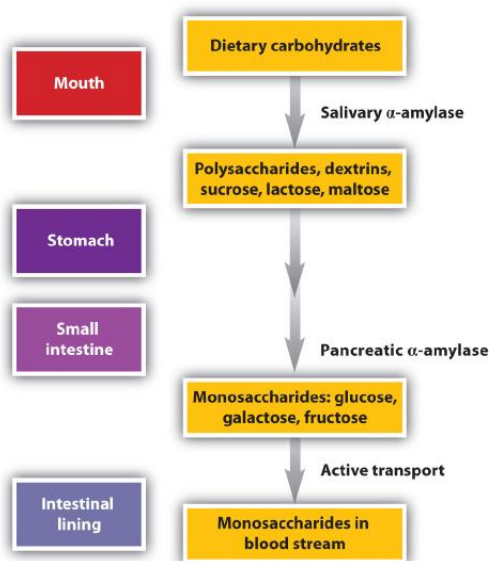 Dietary carbohydrates
Mouth
Salivary α-amylase
Polysaccharides, dextrins,
sucrose, lactose, maltose
Stomach
Small
intestine
Pancreatic α-amylase
Monosaccharides: glucose,
galactose, fructose
Active transport
Intestinal
lining
Monosaccharides in
blood stream